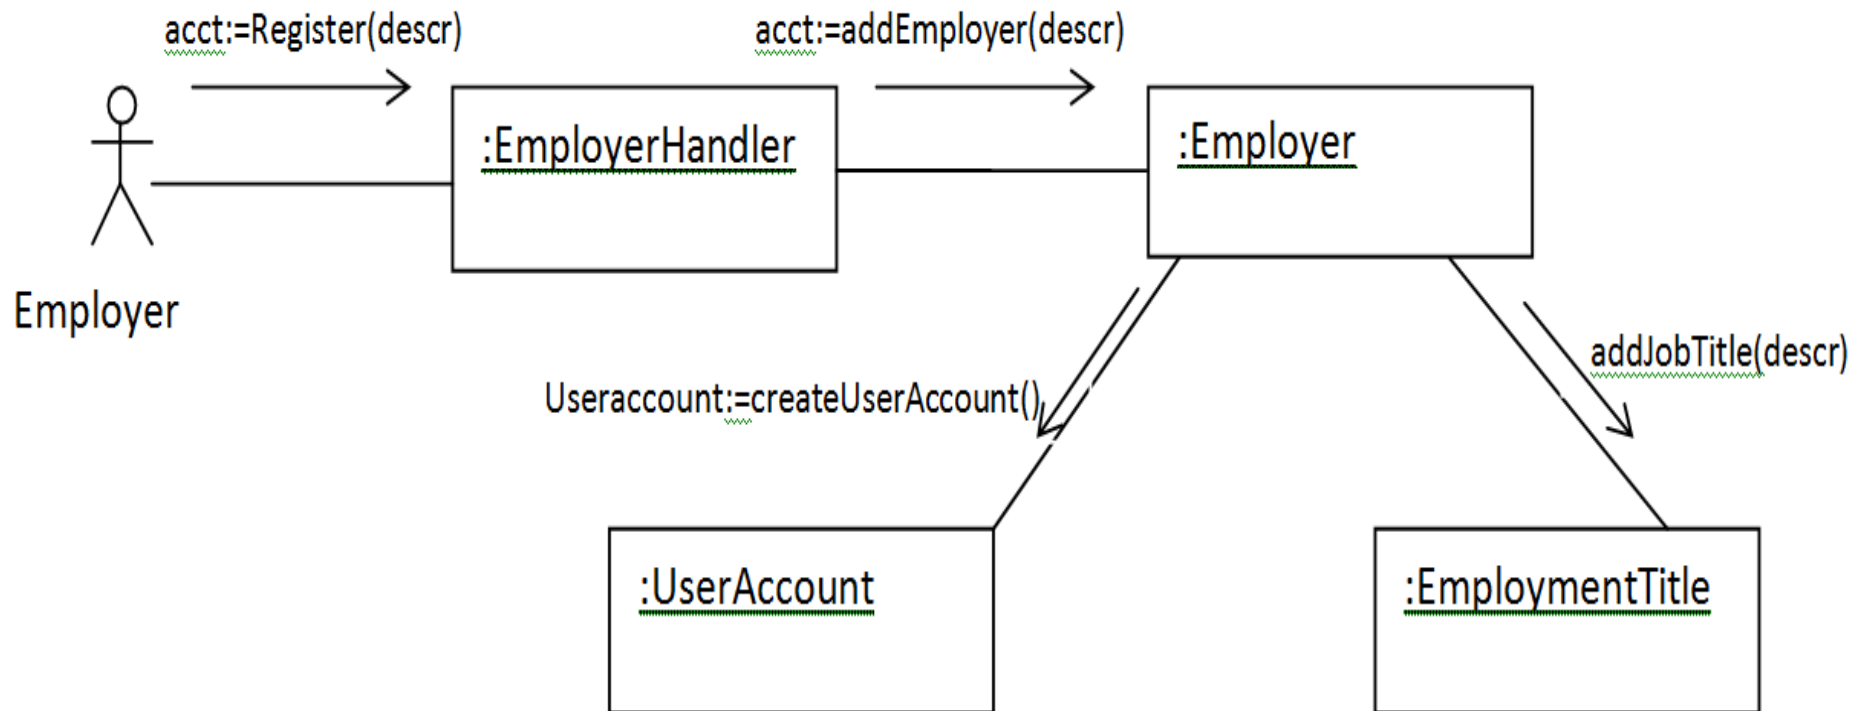 acct:=Register(descr)
acct:=addEmployer(descr)
:EmployerHandler
:Employer
Employer
Useraccount:=createUserAccount()
addJobTitle(descr)
:UserAccount
:EmploymentTitle